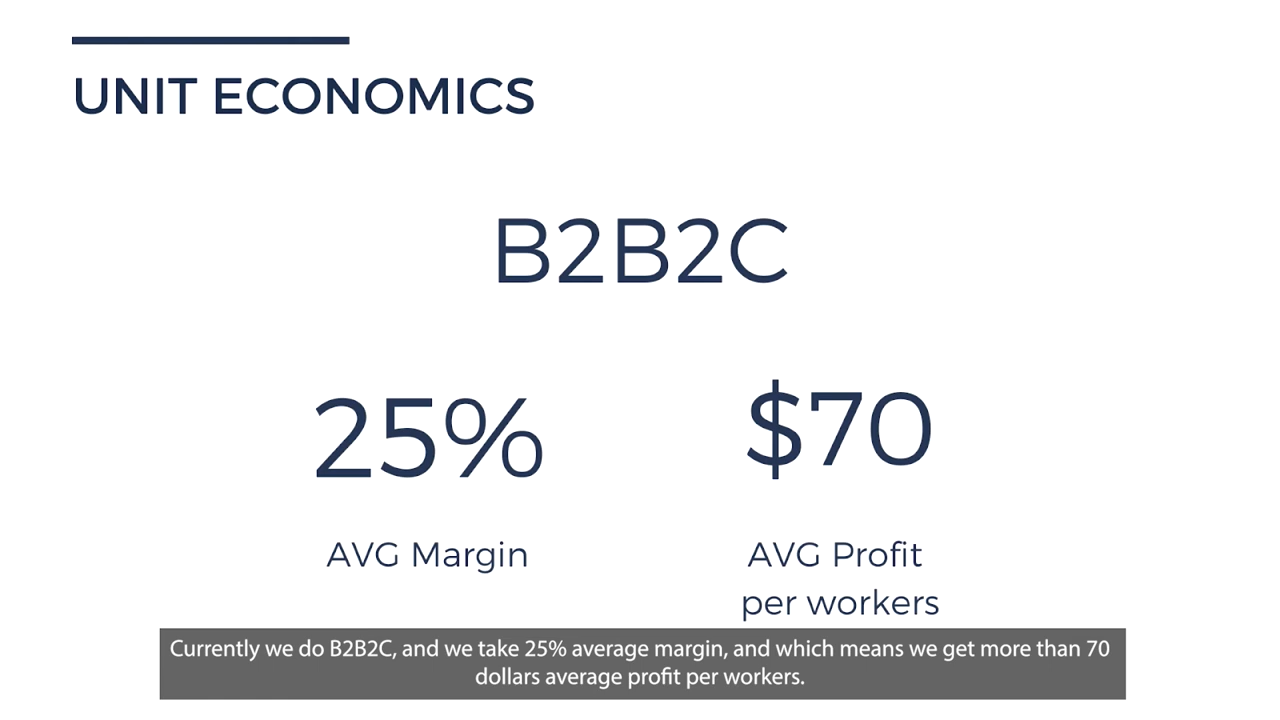 UNIT ECONOMICS
B2B2C
25%
$70
AVG Margin
AVG Profit
per workers
Currently we do B2B2C, and we take 25% average margin, and which means we get more than 70
dollars average profit per workers.